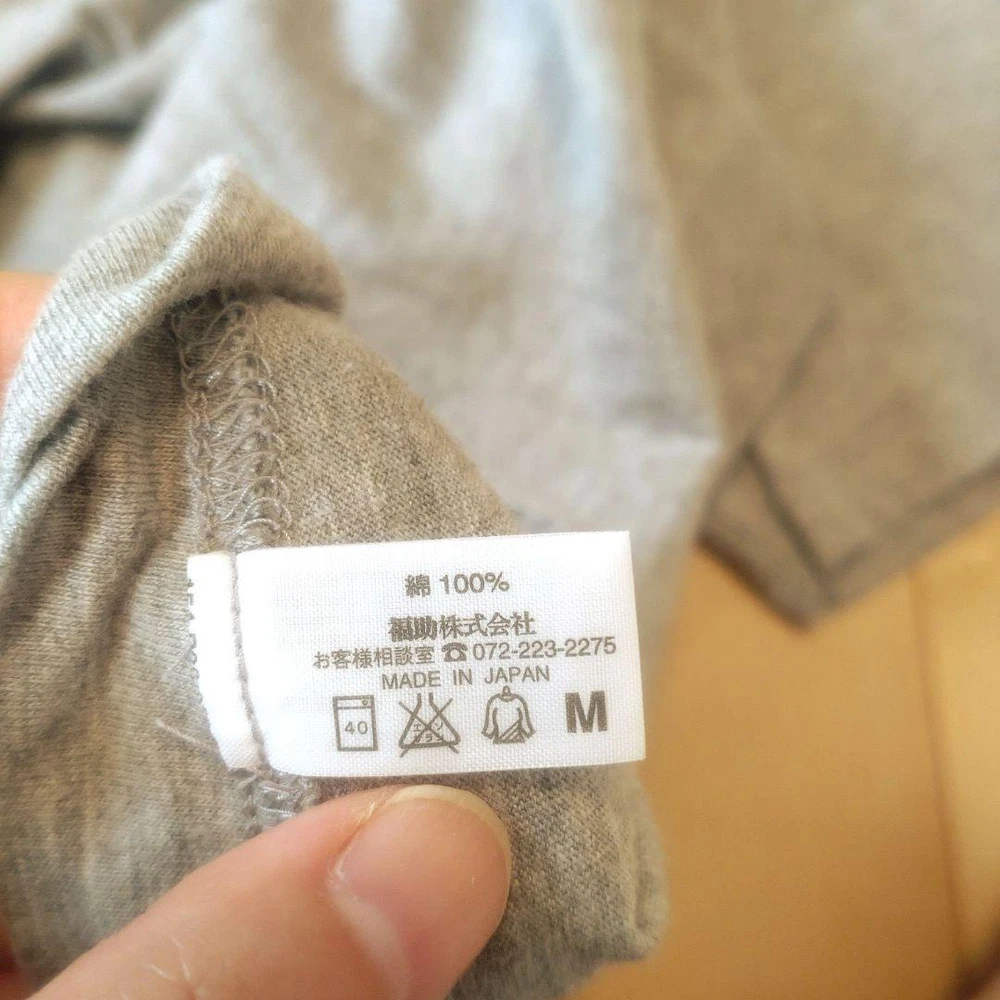 綿 100%
福助株式会社
お客様相談室 ☎ 072-223-2275
MADE IN JAPAN
40 M